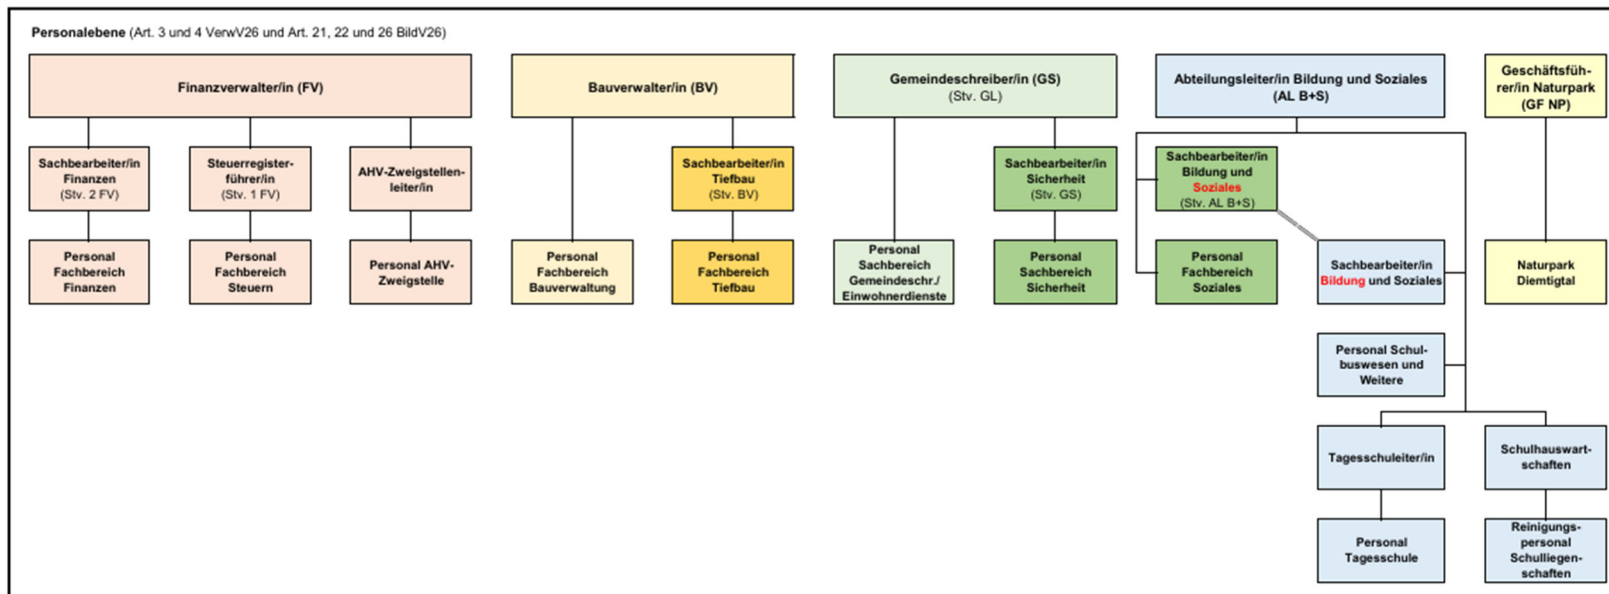 Personalebene (Art. 3 und 4 VerwV26 und Art. 21, 22 und 26 BildV26)
Finanzverwalter/in (FV)
Bauverwalter/in (BV)
Gemeindeschreiber/in (GS)
(Stv. GL)
Abteilungsleiter/in Bildung und Soziales
(AL B+S)
Geschäftsfüh-
rer/in Naturpark
(GF NP)
Sachbearbeiter/in
Finanzen
(Stv. 2 FV)
Steuerregister-
führer/in
(Stv. 1 FV)
AHV-Zweigstellen-
leiter/in
Sachbearbeiter/in
Tiefbau
(Stv. BV)
Sachbearbeiter/in
Sicherheit
(Stv. GS)
Sachbearbeiter/in
Bildung und
Soziales
(Stv. AL B+S)
Personal
Fachbereich
Finanzen
Personal
Fachbereich
Steuern
Personal AHV-
Zweigstelle
Personal
Fachbereich
Bauverwaltung
Personal
Fachbereich
Tiefbau
Personal
Sachbereich
Gemeindeschr./
Einwohnerdienste
Personal
Sachbereich
Sicherheit
Personal
Fachbereich
Soziales
Sachbearbeiter/in
Bildung und Soziales
Naturpark
Diemtigtal
Personal Schul-
buswesen und
Weitere
Tagesschuleiter/in
Schulhauswart-
schaften
Personal
Tagesschule
Reinigungs-
personal
Schulliegen-
schaften